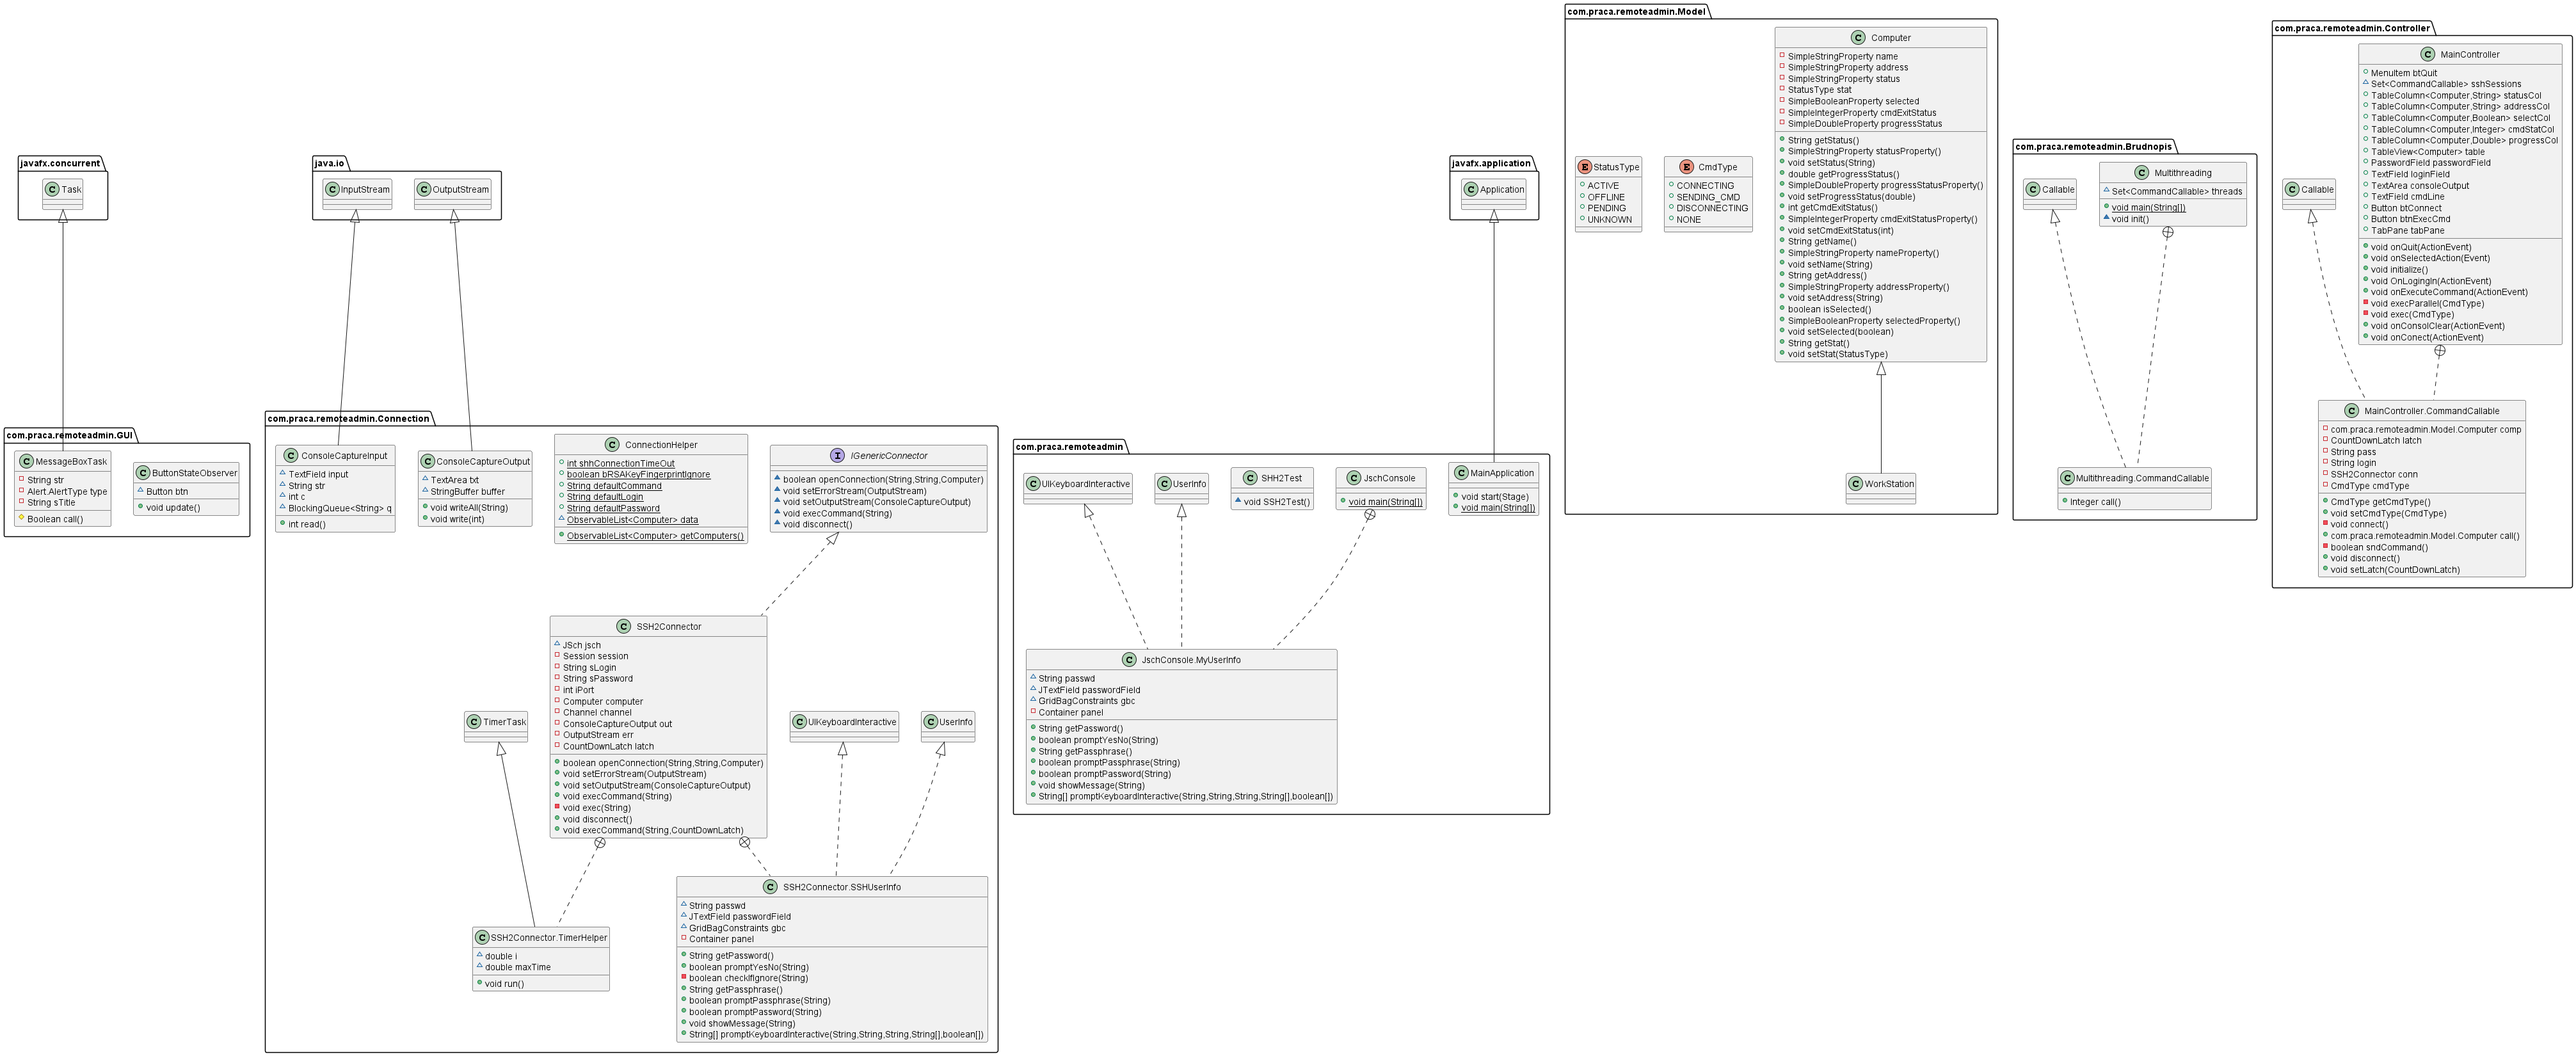 javafx.concurrent
Task
com.praca.remoteadmin.GUI
MessageBoxTask
String str
Alert.AlertType type
String sTitle
Boolean call()
ButtonStateObserver
Button btn
void update()
java.io
InputStream
OutputStream
com.praca.remoteadmin.Connection
ConsoleCaptureInput
TextField input
String str
int c
BlockingQueue<String> q
int read()
ConsoleCaptureOutput
TextArea txt
StringBuffer buffer
void writeAll(String)
void write(int)
ConnectionHelper
int shhConnectionTimeOut
boolean bRSAKeyFingerprintIgnore
String defaultCommand
String defaultLogin
String defaultPassword
ObservableList<Computer> data
ObservableList<Computer> getComputers()
IGenericConnector
boolean openConnection(String,String,Computer)
void setErrorStream(OutputStream)
void setOutputStream(ConsoleCaptureOutput)
void execCommand(String)
void disconnect()
SSH2Connector
JSch jsch
Session session
String sLogin
String sPassword
int iPort
Computer computer
Channel channel
ConsoleCaptureOutput out
OutputStream err
CountDownLatch latch
boolean openConnection(String,String,Computer)
void setErrorStream(OutputStream)
void setOutputStream(ConsoleCaptureOutput)
void execCommand(String)
void exec(String)
void disconnect()
void execCommand(String,CountDownLatch)
TimerTask
UIKeyboardInteractive
UserInfo
SSH2Connector.TimerHelper
double i
double maxTime
void run()
SSH2Connector.SSHUserInfo
String passwd
JTextField passwordField
GridBagConstraints gbc
Container panel
String getPassword()
boolean promptYesNo(String)
boolean checkIfIgnore(String)
String getPassphrase()
boolean promptPassphrase(String)
boolean promptPassword(String)
void showMessage(String)
String[] promptKeyboardInteractive(String,String,String,String[],boolean[])
javafx.application
Application
com.praca.remoteadmin
UIKeyboardInteractive
UserInfo
SHH2Test
void SSH2Test()
JschConsole
void main(String[])
MainApplication
void start(Stage)
void main(String[])
JschConsole.MyUserInfo
String passwd
JTextField passwordField
GridBagConstraints gbc
Container panel
String getPassword()
boolean promptYesNo(String)
String getPassphrase()
boolean promptPassphrase(String)
boolean promptPassword(String)
void showMessage(String)
String[] promptKeyboardInteractive(String,String,String,String[],boolean[])
com.praca.remoteadmin.Model
StatusType
ACTIVE
OFFLINE
PENDING
UNKNOWN
CmdType
CONNECTING
SENDING_CMD
DISCONNECTING
NONE
Computer
SimpleStringProperty name
SimpleStringProperty address
SimpleStringProperty status
StatusType stat
SimpleBooleanProperty selected
SimpleIntegerProperty cmdExitStatus
SimpleDoubleProperty progressStatus
String getStatus()
SimpleStringProperty statusProperty()
void setStatus(String)
double getProgressStatus()
SimpleDoubleProperty progressStatusProperty()
void setProgressStatus(double)
int getCmdExitStatus()
SimpleIntegerProperty cmdExitStatusProperty()
void setCmdExitStatus(int)
String getName()
SimpleStringProperty nameProperty()
void setName(String)
String getAddress()
SimpleStringProperty addressProperty()
void setAddress(String)
boolean isSelected()
SimpleBooleanProperty selectedProperty()
void setSelected(boolean)
String getStat()
void setStat(StatusType)
WorkStation
com.praca.remoteadmin.Brudnopis
Callable
Multithreading
Set<CommandCallable> threads
void main(String[])
void init()
Multithreading.CommandCallable
Integer call()
com.praca.remoteadmin.Controller
Callable
MainController
MenuItem btQuit
Set<CommandCallable> sshSessions
TableColumn<Computer,String> statusCol
TableColumn<Computer,String> addressCol
TableColumn<Computer,Boolean> selectCol
TableColumn<Computer,Integer> cmdStatCol
TableColumn<Computer,Double> progressCol
TableView<Computer> table
PasswordField passwordField
TextField loginField
TextArea consoleOutput
TextField cmdLine
Button btConnect
Button btnExecCmd
TabPane tabPane
void onQuit(ActionEvent)
void onSelectedAction(Event)
void initialize()
void OnLogingIn(ActionEvent)
void onExecuteCommand(ActionEvent)
void execParallel(CmdType)
void exec(CmdType)
void onConsolClear(ActionEvent)
void onConect(ActionEvent)
MainController.CommandCallable
com.praca.remoteadmin.Model.Computer comp
CountDownLatch latch
String pass
String login
SSH2Connector conn
CmdType cmdType
CmdType getCmdType()
void setCmdType(CmdType)
void connect()
com.praca.remoteadmin.Model.Computer call()
boolean sndCommand()
void disconnect()
void setLatch(CountDownLatch)